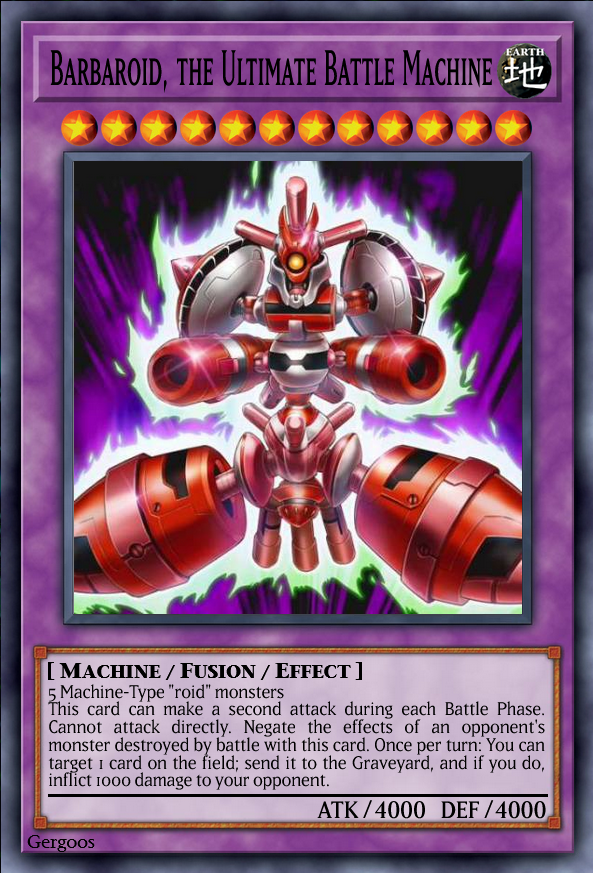 Barbaroid, the Ultimate Battle Machine
EARTH
地
[ Machine / Fusion / Effect ]
5 Machine-Type "roid" monsters
This card can make a second attack during each Battle Phase.
Cannot attack directly. Negate the effects of an opponent's
monster destroyed by battle with this card. Once per turn: You can
target 1 card on the field; send it to the Graveyard, and if you do,
inflict 1000 damage to your opponent.
ATK / 4000 DEF / 4000
Gergoos